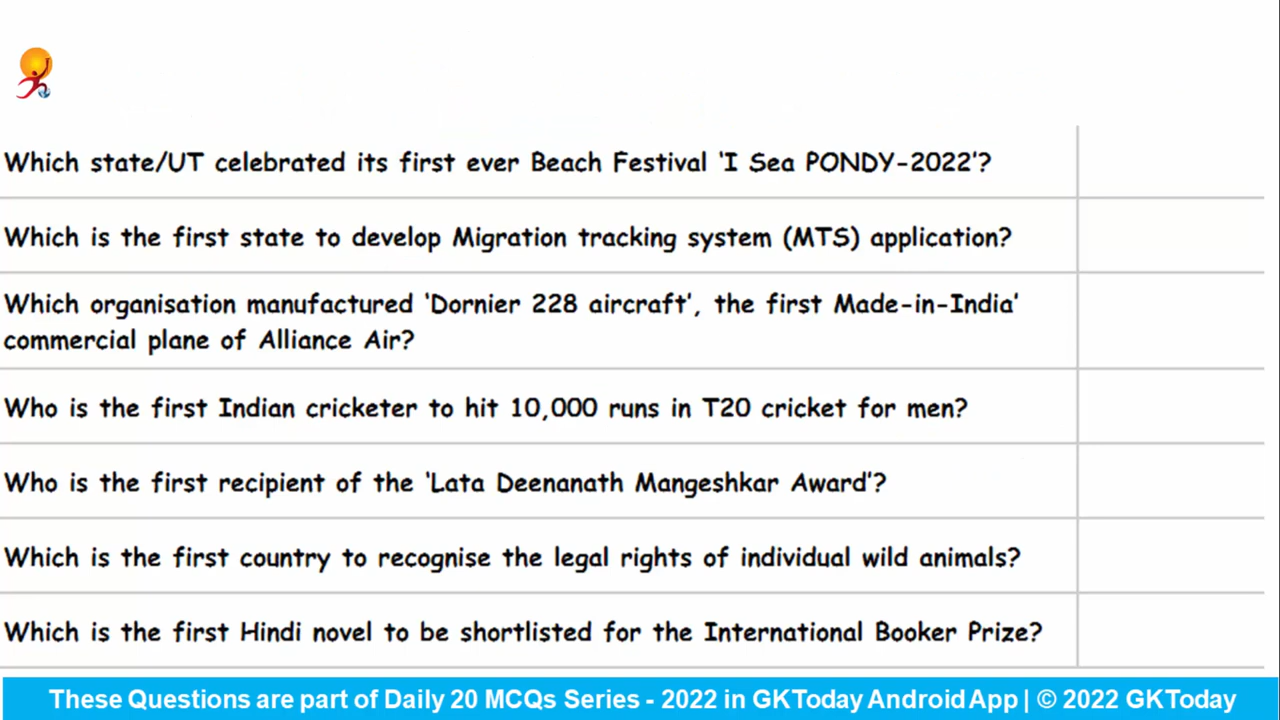 Which state/UT celebrated its first ever Beach Festival ‘I Sea PONDY-2022’?
Which is the first state to develop Migration tracking system (MTS) application?
Which organisation manufactured ‘Dornier 228 aircraft’, the first Made-in-India’
commercial plane of Alliance Air?
Who is the first Indian cricketer to hit 10,000 runs in T20 cricket for men?
Who is the first recipient of the ‘Lata Deenanath Mangeshkar Award’?
Which is the first country to recognise the legal rights of individual wild animals?
Which is the first Hindi novel to be shortlisted for the International Booker Prize?
These Questions are part of Daily 20 MCQs Series - 2022 in GKToday Android App | © 2022 GKToday